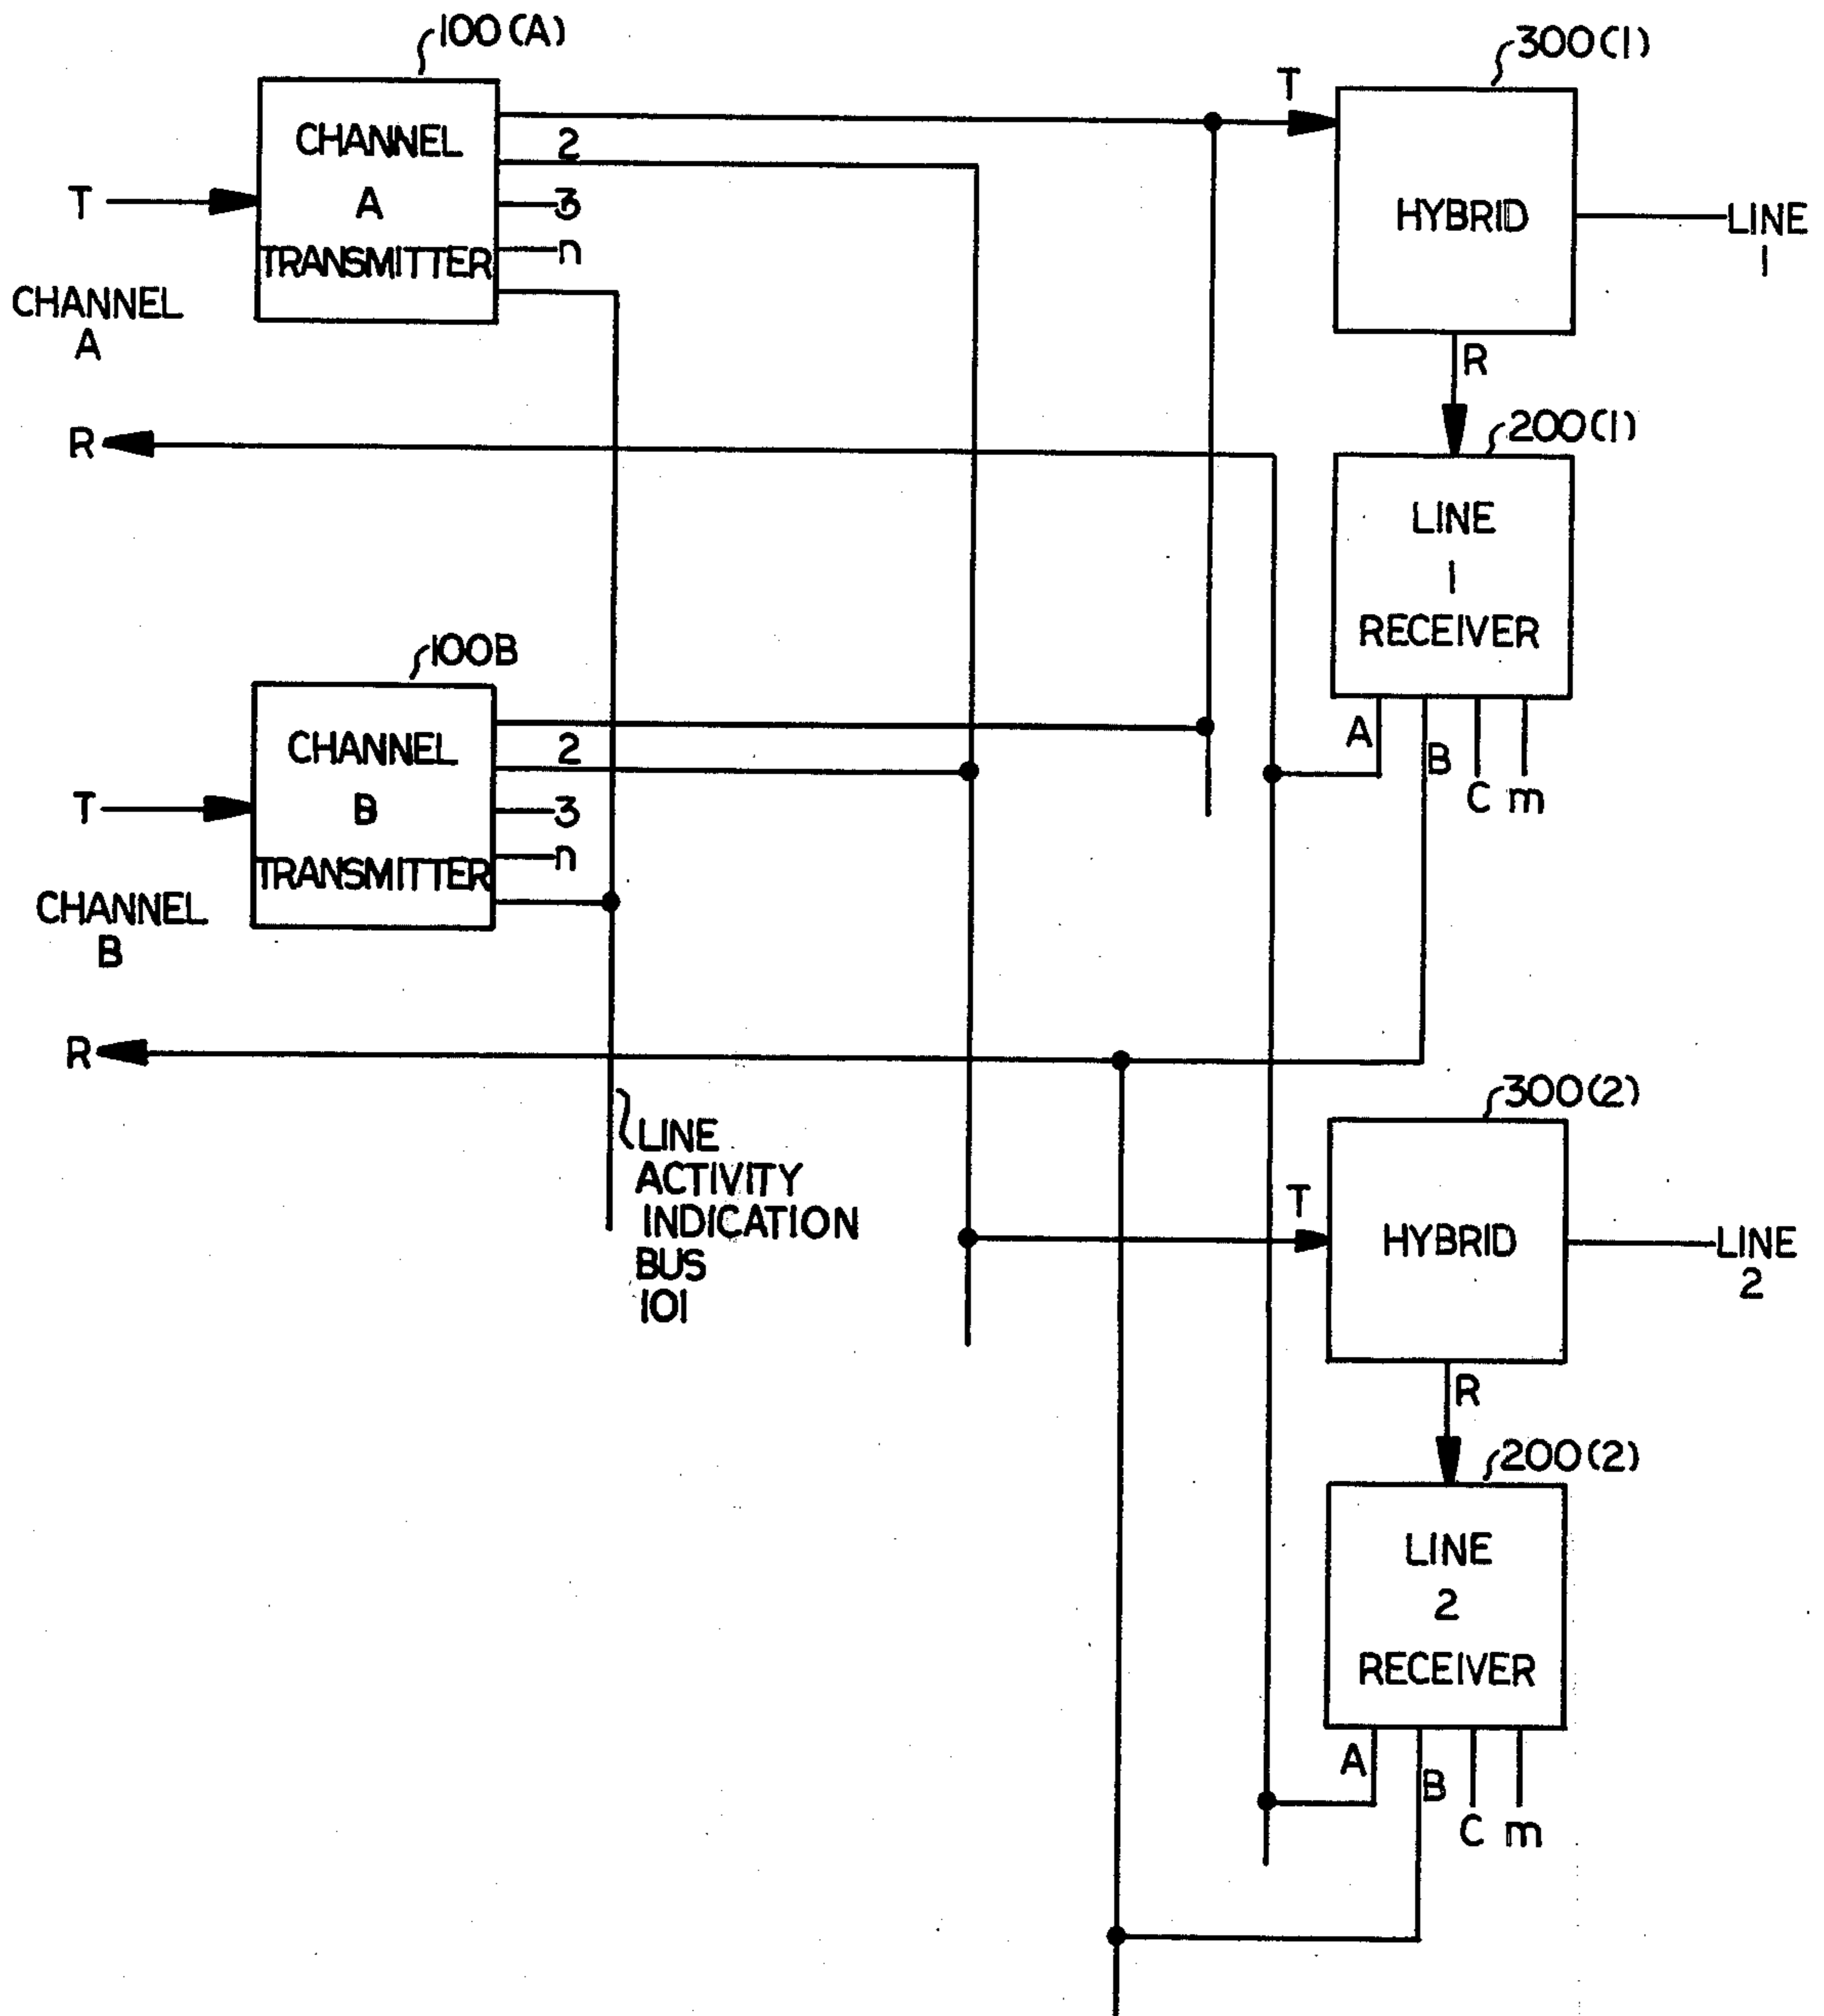 100(A)
300(1)
T
CHANNEL
A
TRANSMITTER
2
3
n
T
HYBRID
LINE
1
CHANNEL
A
R
R
200(1)
LINE
1
RECEIVER
100B
A
B
C
m
CHANNEL
B
TRANSMITTER
2
3
n
T
CHANNEL
B
R
300(2)
LINE
ACTIVITY
INDICATION
BUS
101
T
HYBRID
LINE
2
R
200(2)
LINE
2
RECEIVER
A
B
C
m